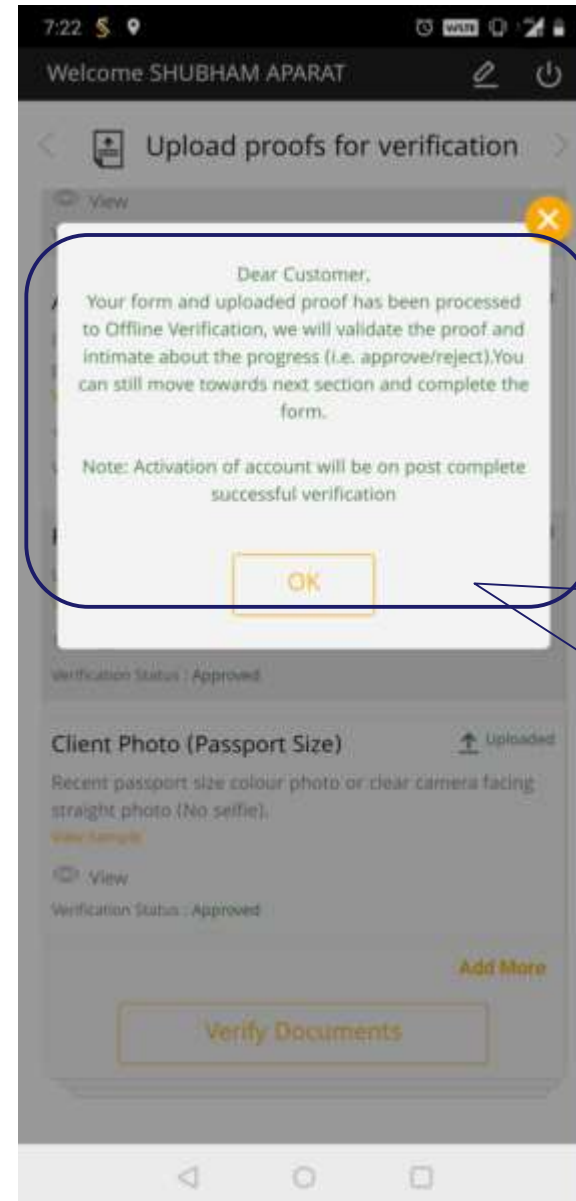 7:22
Welcome SHUBHAM APARAT
Upload proofs for verification
View
Dear Customer,
Your form and uploaded proof has been processed
to Offline Verification, we will validate the proof and
intimate about the progress (i.e. approve/reject).You
can still move towards next section and complete the
form.
Note: Activation of account will be on post complete
successful verification
OK
Verification Status : Approved
Client Photo (Passport Size)
Uploaded
Recent passport size colour photo or clear camera facing
straight photo (No selfie).
View Sample
View
Verification Status : Approved
Add More
Verify Documents